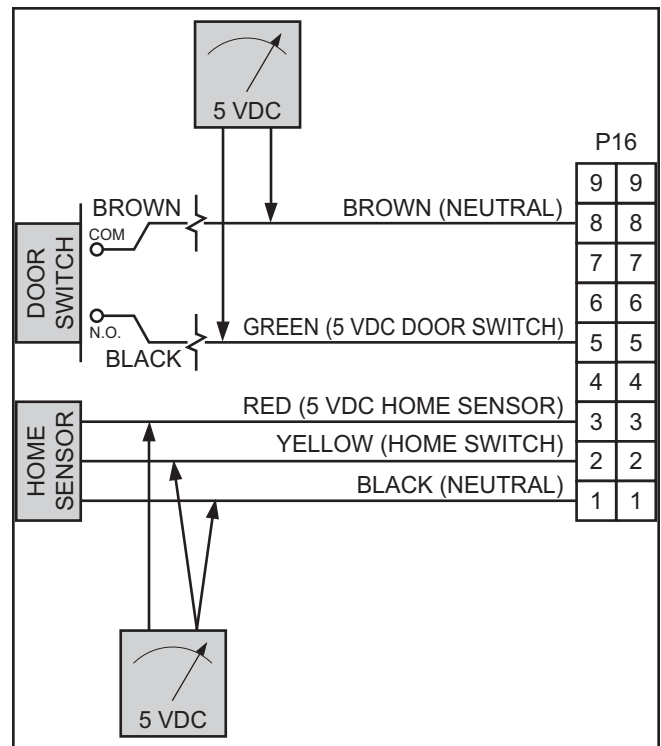 5 VDC
P16
9 9
BROWN
BROWN (NEUTRAL)
8 8
COM
DOOR
SWITCH
7 7
6 6
N.O.
GREEN (5 VDC DOOR SWITCH)
5 5
BLACK
4 4
RED (5 VDC HOME SENSOR)
3 3
HOME
SENSOR
YELLOW (HOME SWITCH)
2 2
BLACK (NEUTRAL)
1 1
5 VDC